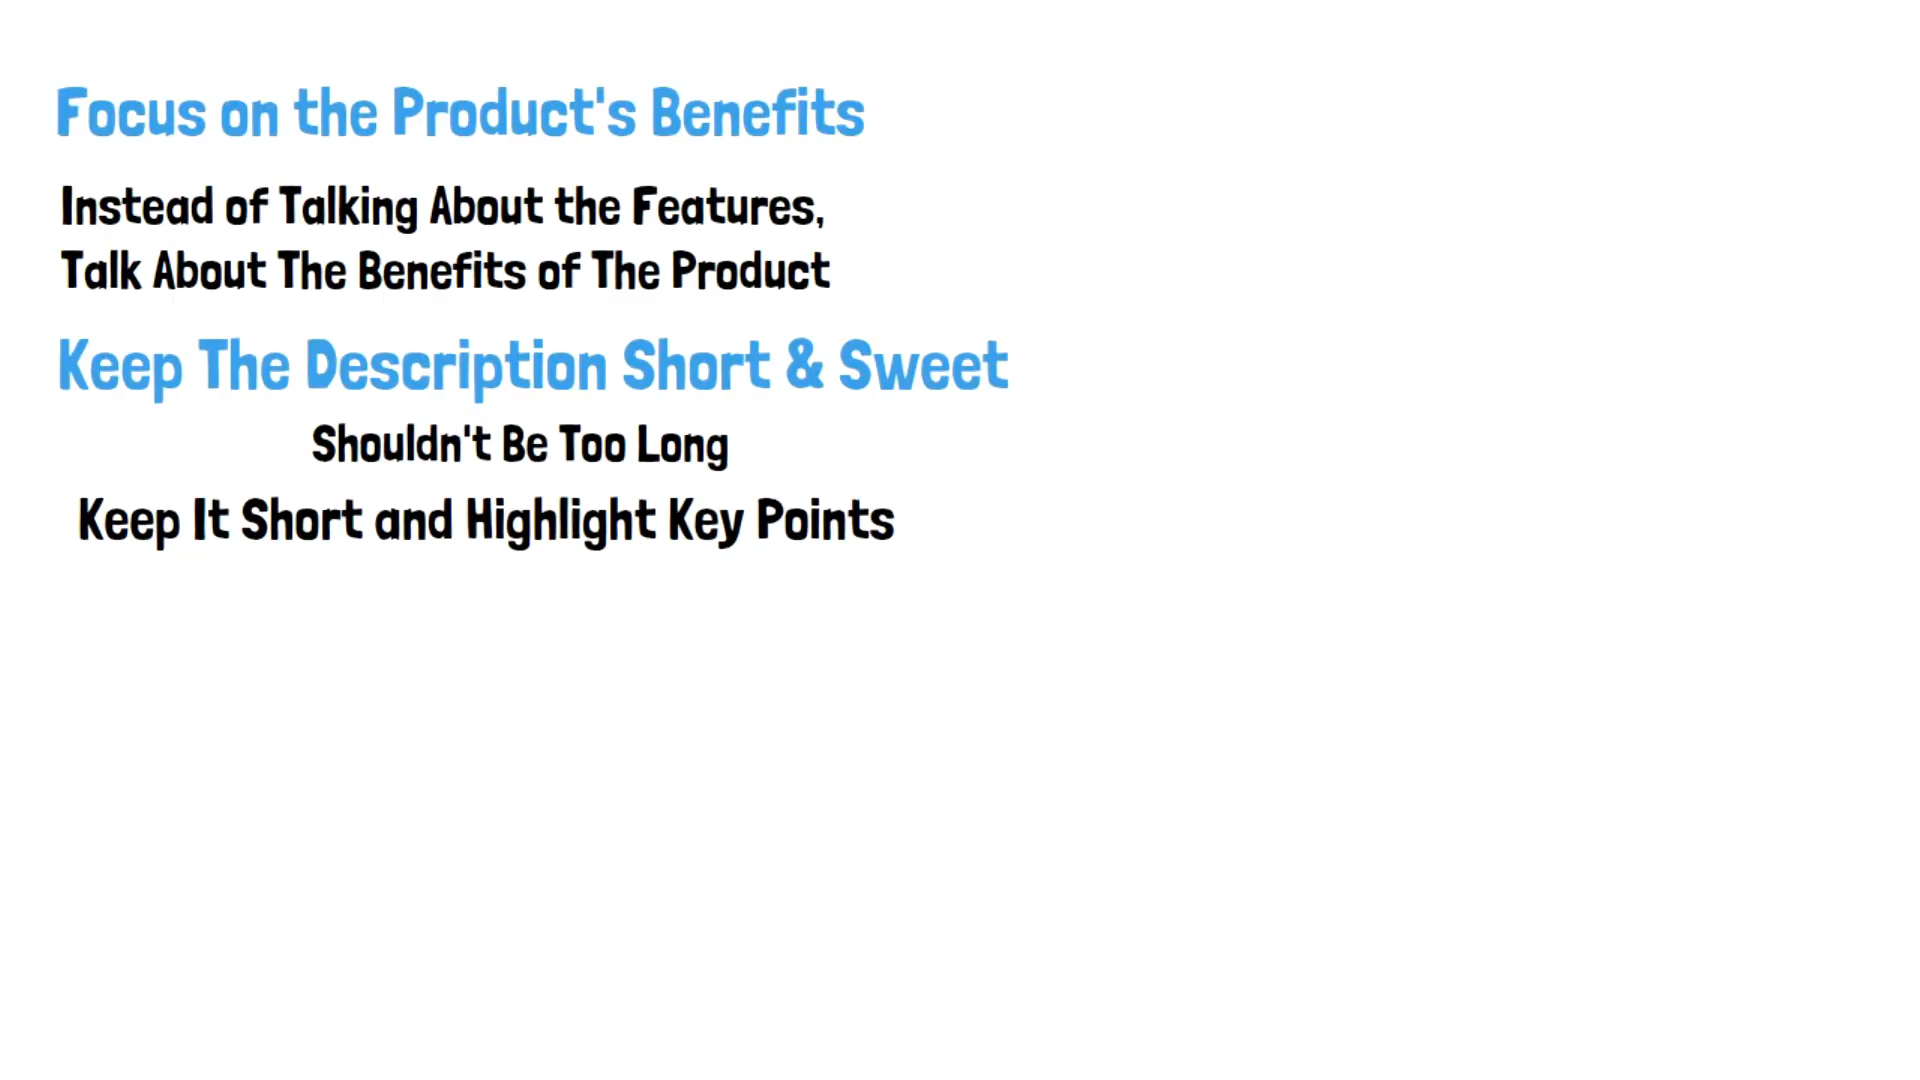 Focus on the Product's Benefits
Instead of Talking About the Features,
Talk About The Benefits of The Product
Keep The Description Short & Sweet
Shouldn't Be Too Long
Keep It Short and Highlight Key Points